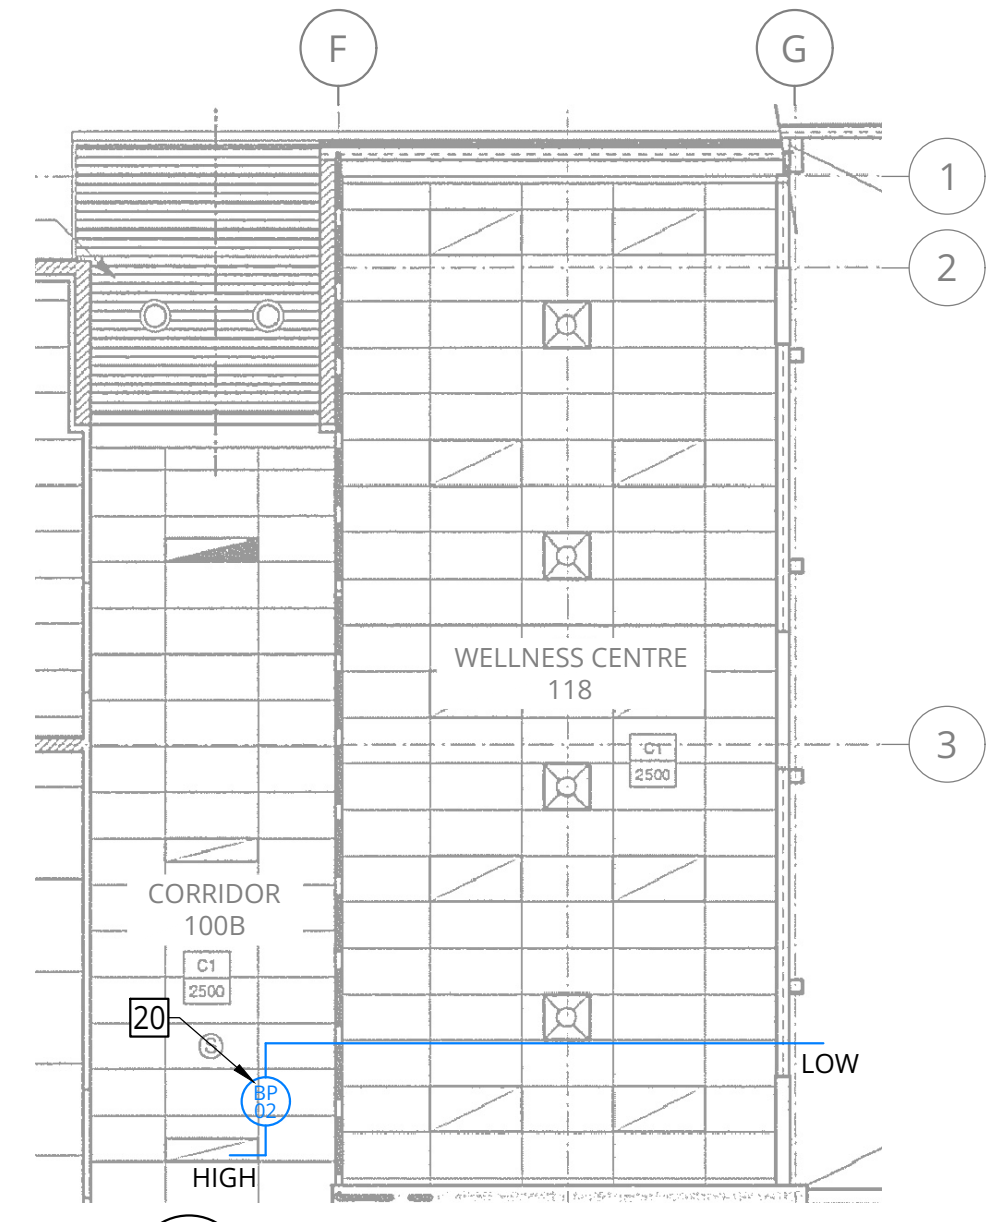 F
G
1
2
WELLNESS CENTRE
118
3
C1
2500
CORRIDOR
100B
C1
2500
20
S
LOW
BP
02
HIGH